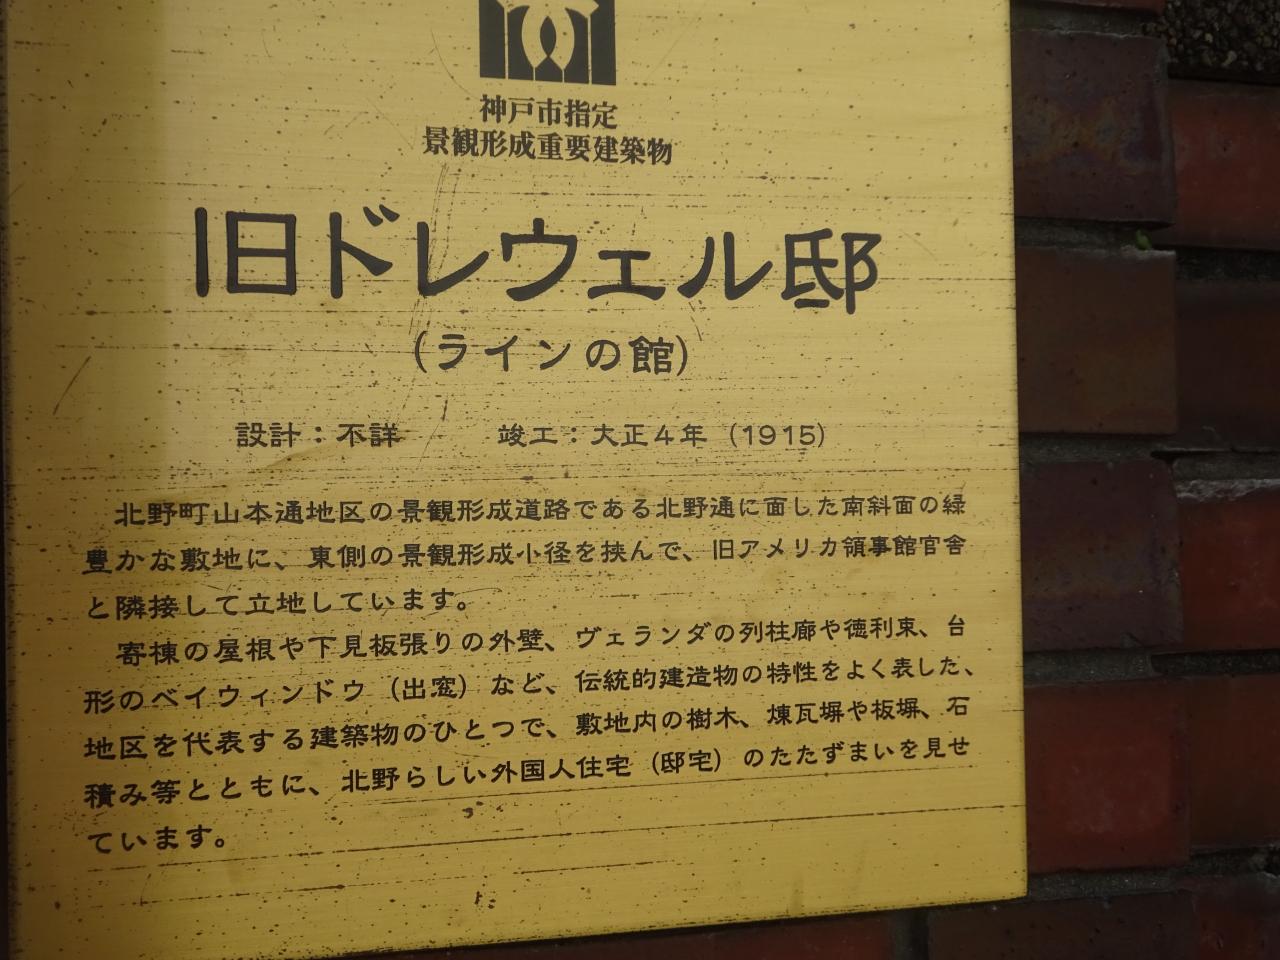 神戸市指定
景観形成重要建築物
旧ドレウェル邸
(ラインの館)
設計：不詳　竣工：大正4年（1915）
北野町山本通地区の景観形成道路である北野通に面した南斜面の緑
豊かな敷地に、東側の景観形成小径を挟んで、旧アメリカ領事館官舎
と隣接して立地しています。
寄棟の屋根や下見板張りの外壁、ヴェランダの列柱廊や徳利束、台
形のベイウィンドウ（出窓）など、伝統的建造物の特性をよく表した、
地区を代表する建築物のひとつで、敷地内の樹木、煉瓦塀や板塀、石
積み等とともに、北野らしい外国人住宅（邸宅）のたたずまいを見せ
ています。